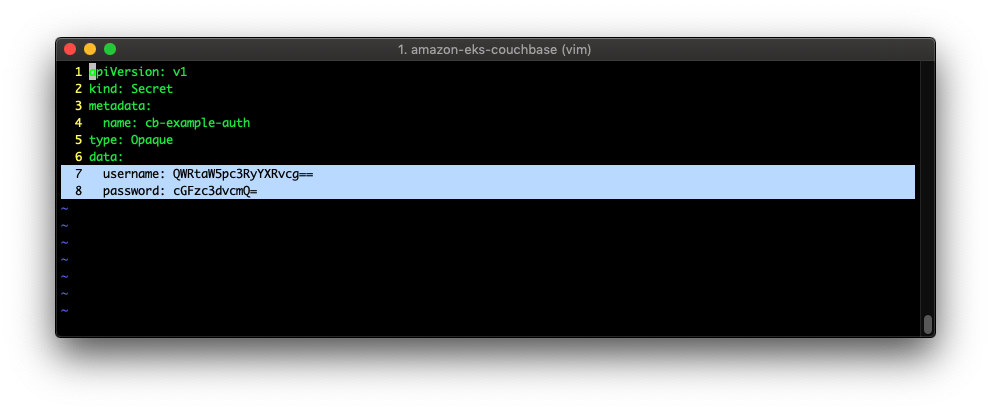 1. amazon-eks-couchbase (vim)
1 apiVersion: v1
2 kind: Secret
3 metadata:
4   name: cb-example-auth
5 type: Opaque
6 data:
7   username: QWRtaW5pc3RyYXRvcg==
8   password: cGFzc3dvcmQ=
~
~
~
~
~
~
~